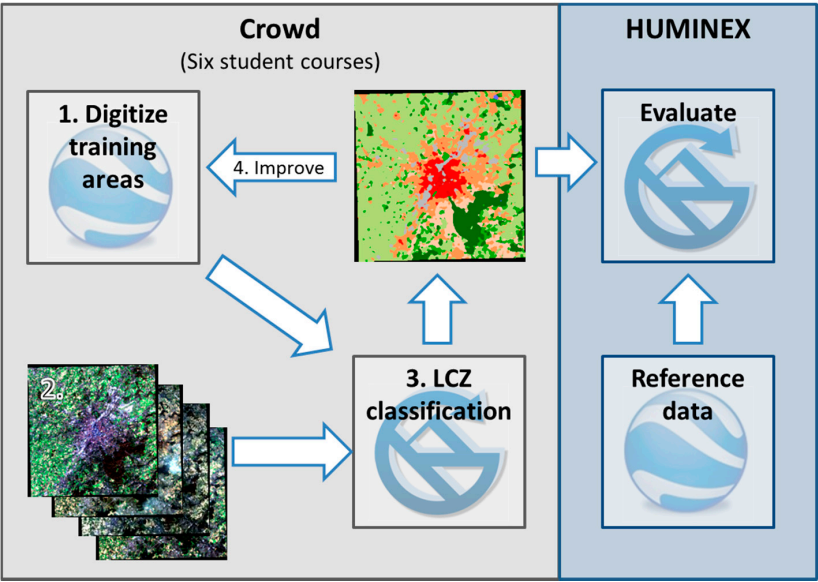 Crowd
(Six student courses)
HUMINEX
1. Digitize
training
areas
4. Improve
Evaluate
2.
3. LCZ
classification
Reference
data